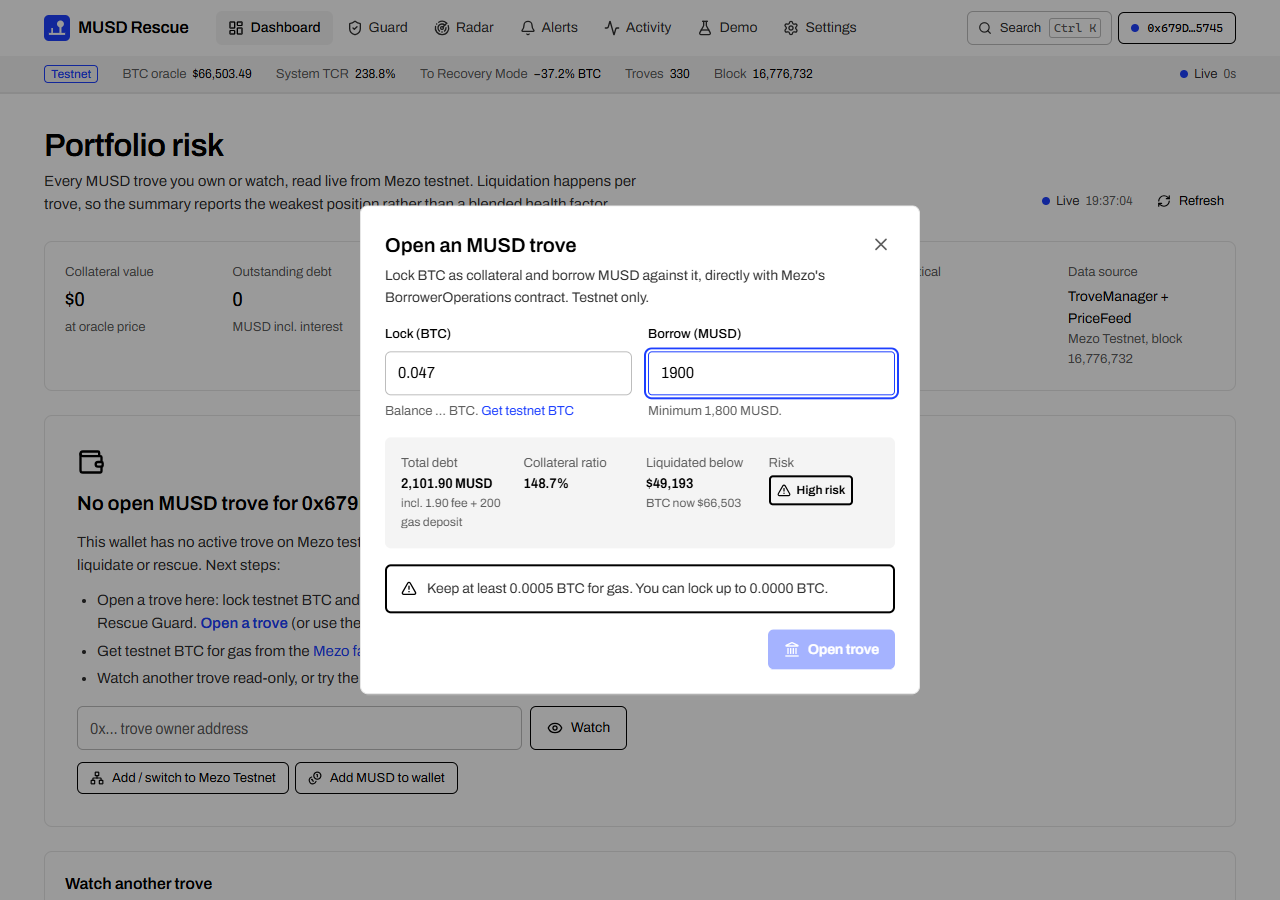 MUSD Rescue
Dashboard
Guard
Radar
Alerts
Activity
Demo
Settings
Search Ctrl K
0x679D…5745
Testnet
BTC oracle $66,503.49
System TCR 238.8%
To Recovery Mode −37.2% BTC
Troves 330
Block 16,776,732
Live 0s
Portfolio risk
Every MUSD trove you own or watch, read live from Mezo testnet. Liquidation happens per
trove, so the summary reports the weakest position rather than a blended health factor.
Live 19:37:04
Refresh
Collateral value
$0
at oracle price
Outstanding debt
0
MUSD incl. interest
Data source
TroveManager +
PriceFeed
Mezo Testnet, block
16,776,732
Open an MUSD trove
Lock BTC as collateral and borrow MUSD against it, directly with Mezo's
BorrowerOperations contract. Testnet only.
Lock (BTC)
0.047
Balance … BTC. Get testnet BTC
Borrow (MUSD)
1900
Minimum 1,800 MUSD.
Total debt
2,101.90 MUSD
incl. 1.90 fee + 200
gas deposit
Collateral ratio
148.7%
Liquidated below
$49,193
BTC now $66,503
Risk
High risk
Keep at least 0.0005 BTC for gas. You can lock up to 0.0000 BTC.
Open trove
No open MUSD trove for 0x679
This wallet has no active trove on Mezo test
liquidate or rescue. Next steps:
Open a trove here: lock testnet BTC and
Rescue Guard. Open a trove (or use the
Get testnet BTC for gas from the Mezo fa
Watch another trove read-only, or try the
0x… trove owner address
Watch
Add / switch to Mezo Testnet
Add MUSD to wallet
Watch another trove